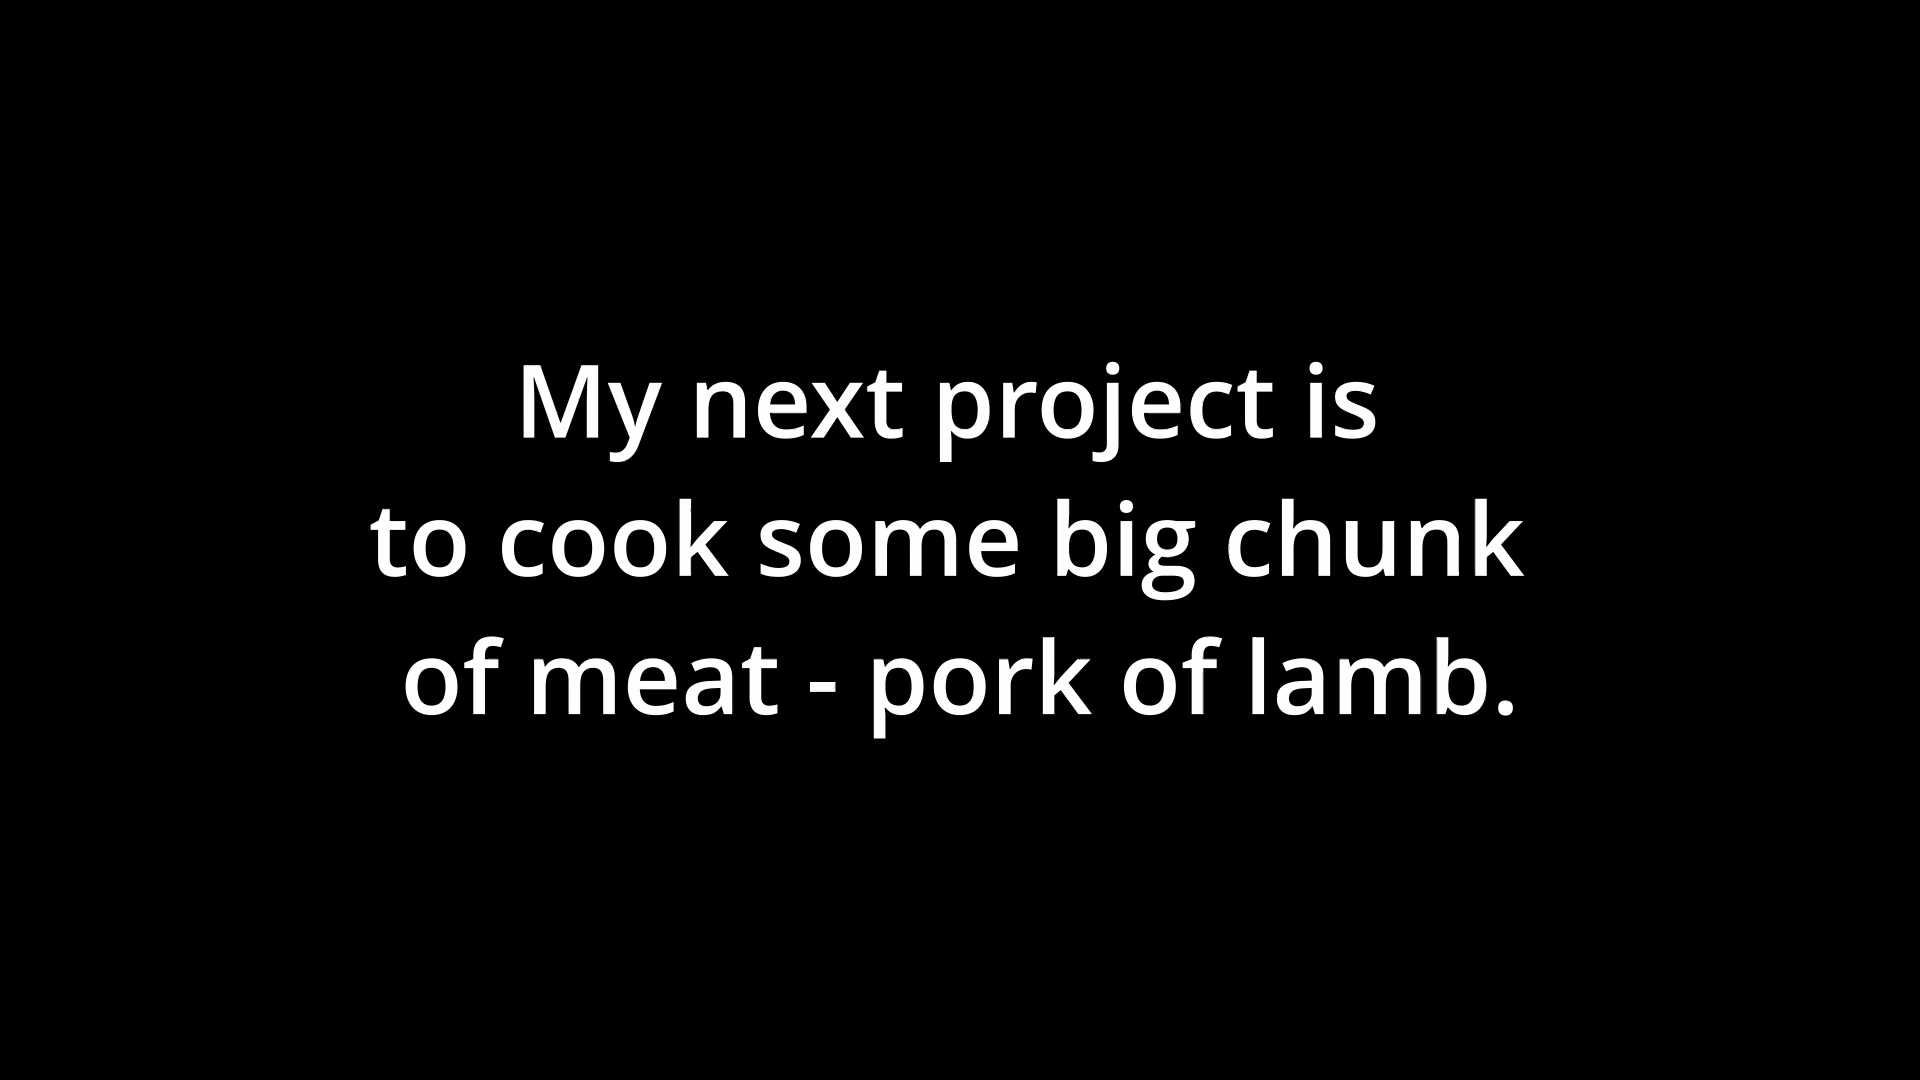 My next project is
to cook some big chunk
of meat - pork of lamb.